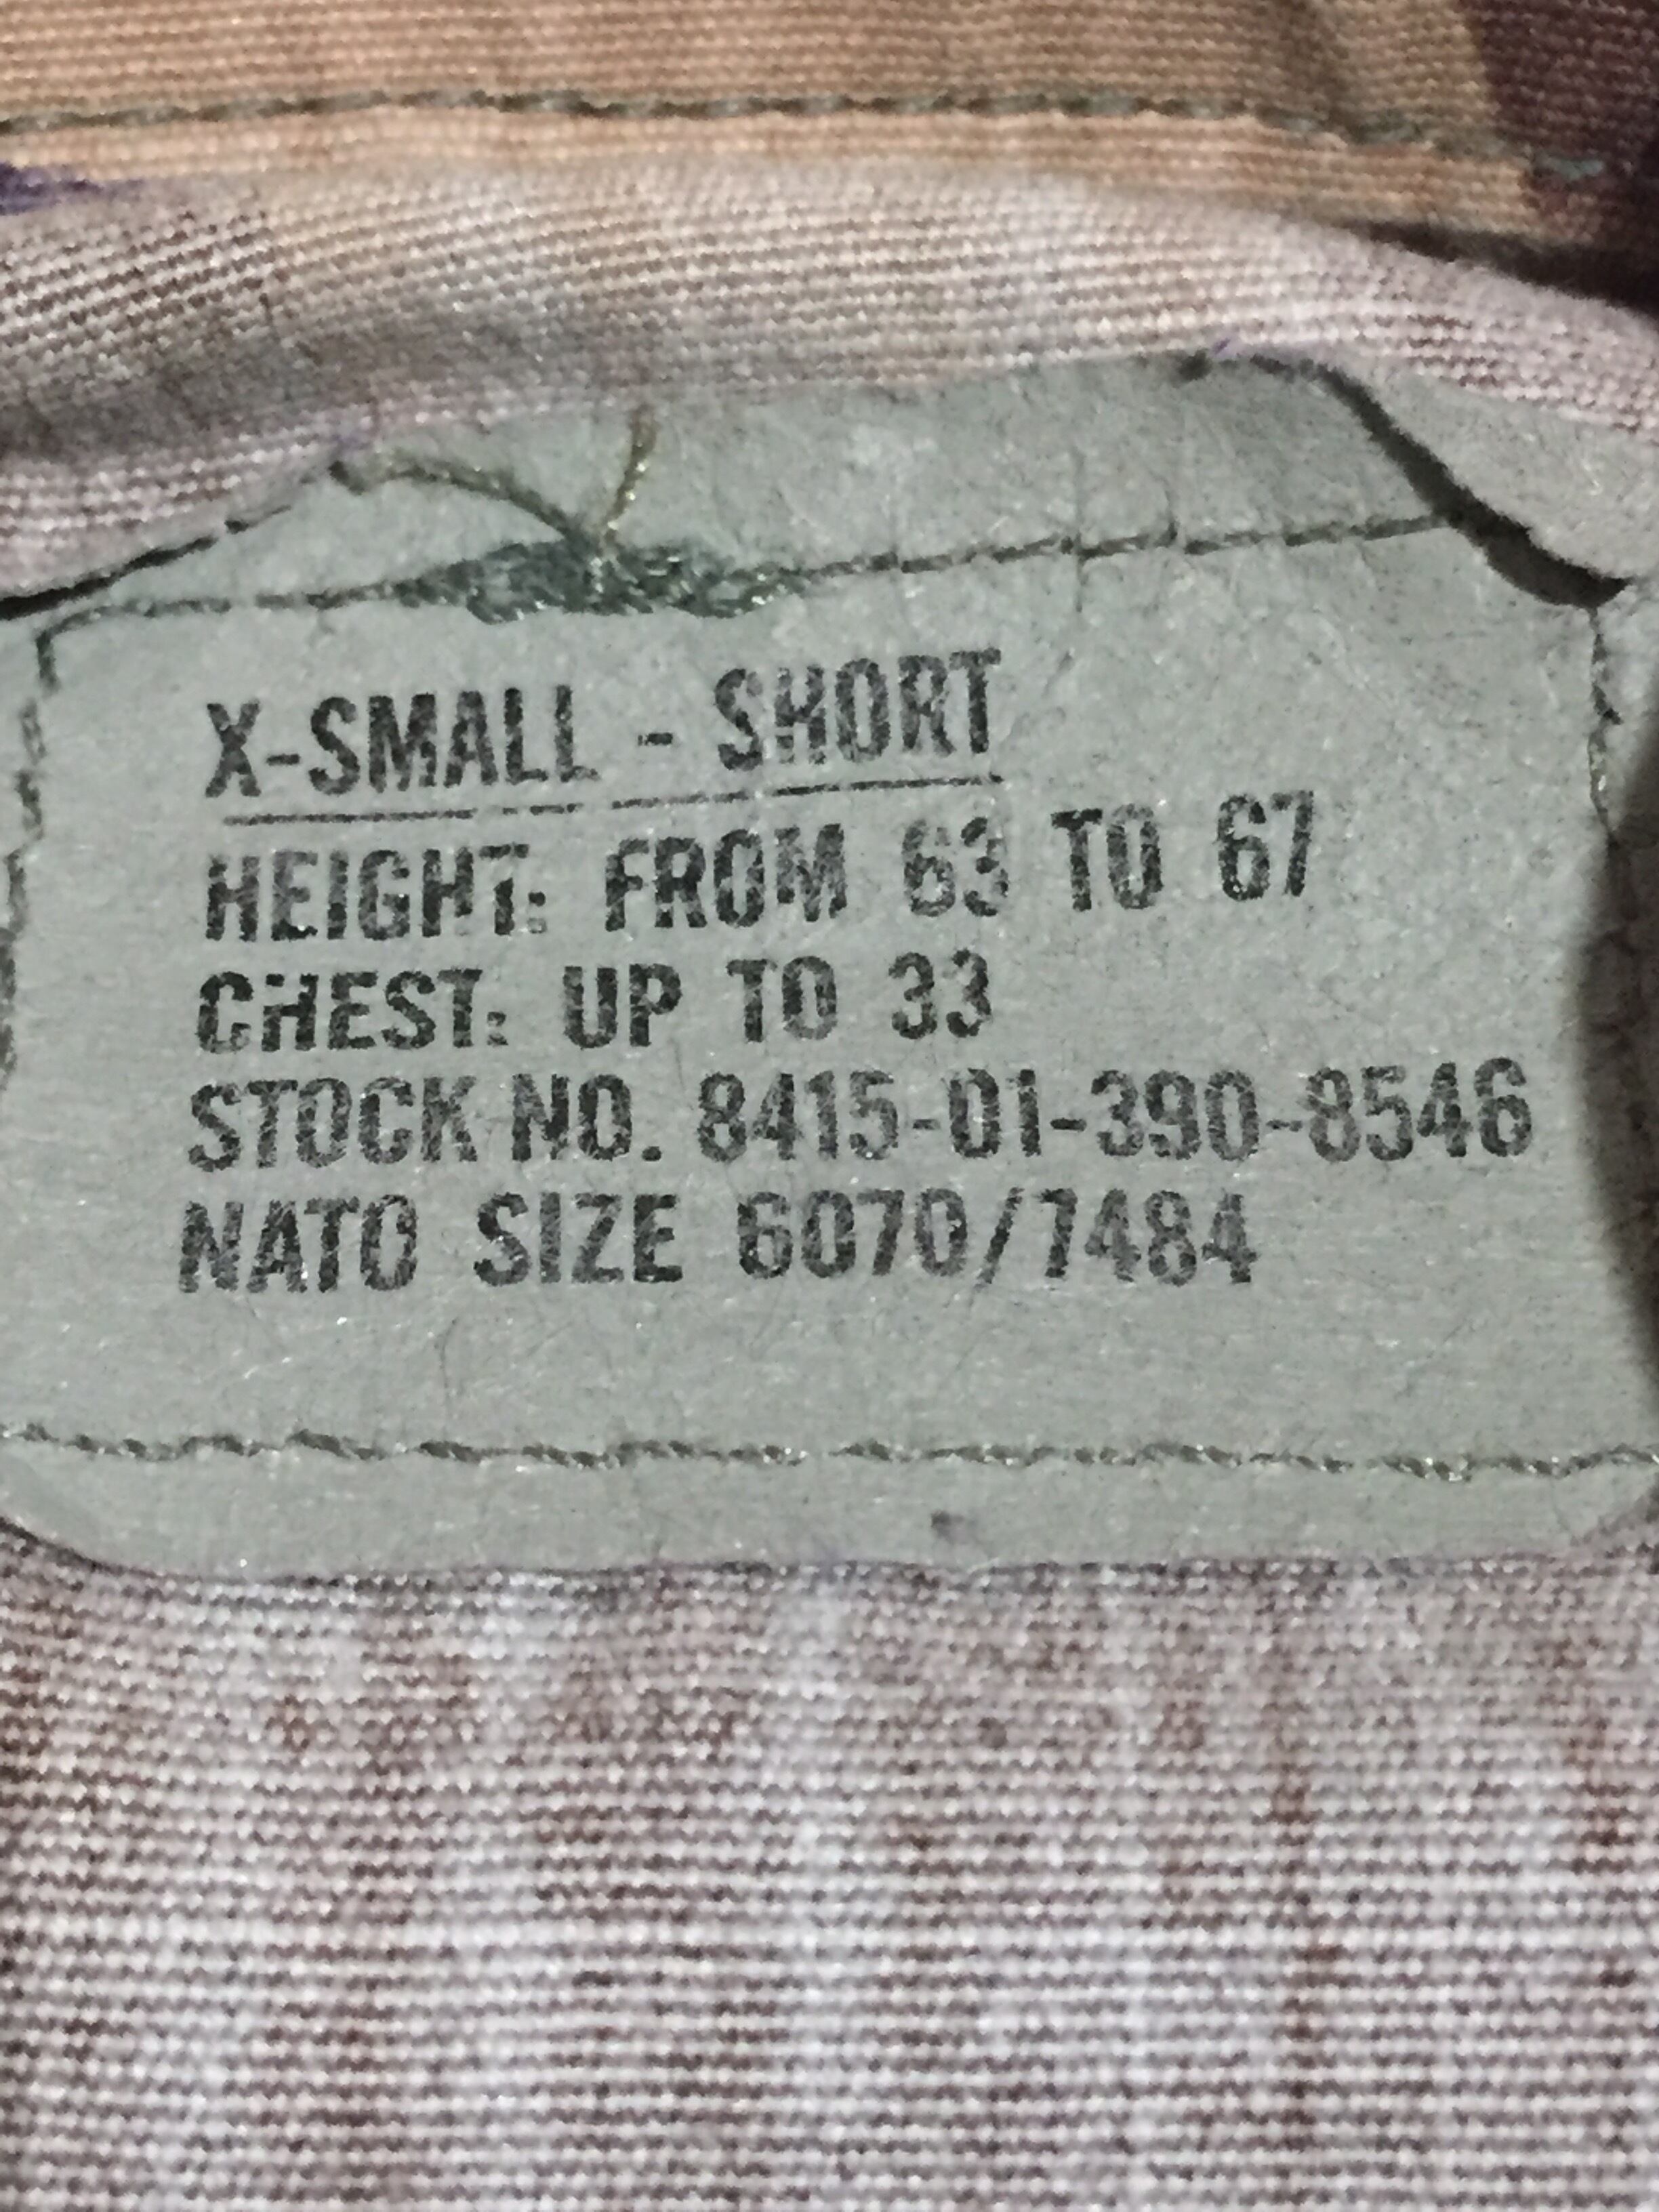 X-SMALL - SHORT
HEIGHT: FROM 63 TO 67
CHEST: UP TO 33
STOCK NO. 8415-01-390-8546
NATO SIZE 6070/7484